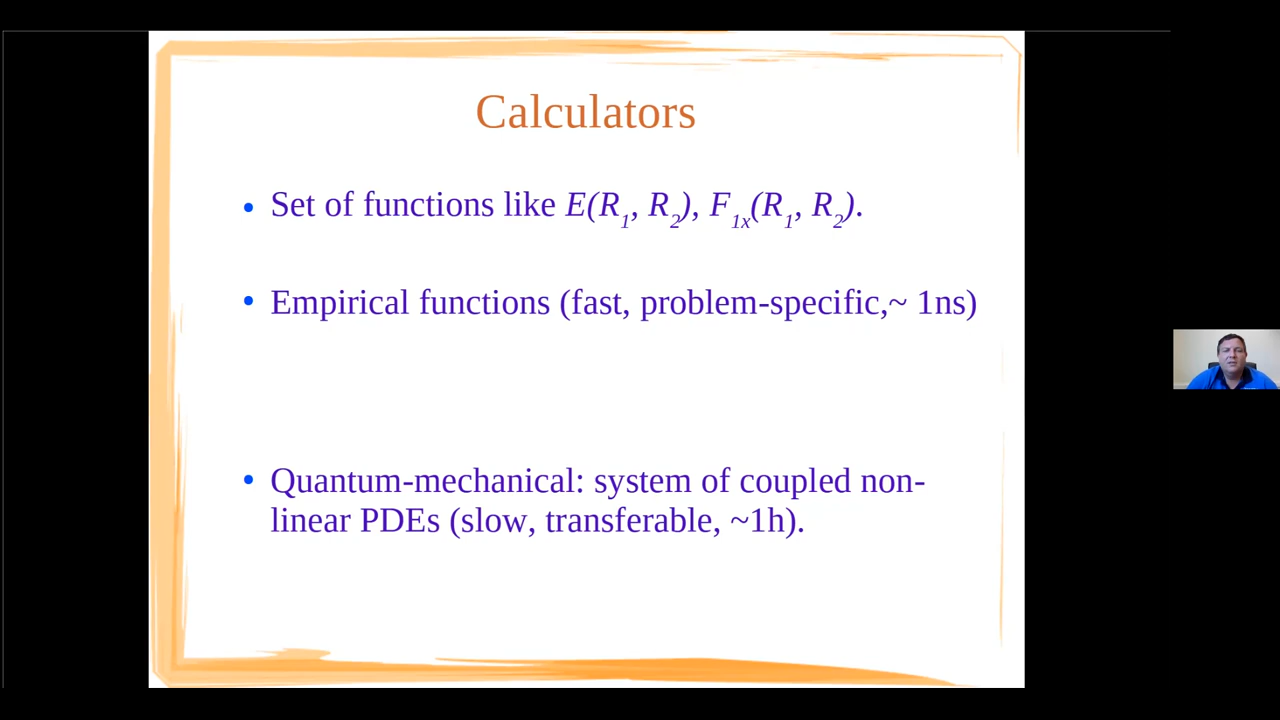 Calculators
• Set of functions like E(R1, R2), F1x(R1, R2).
• Empirical functions (fast, problem-specific,~ 1ns)
• Quantum-mechanical: system of coupled non-
linear PDEs (slow, transferable, ~1h).